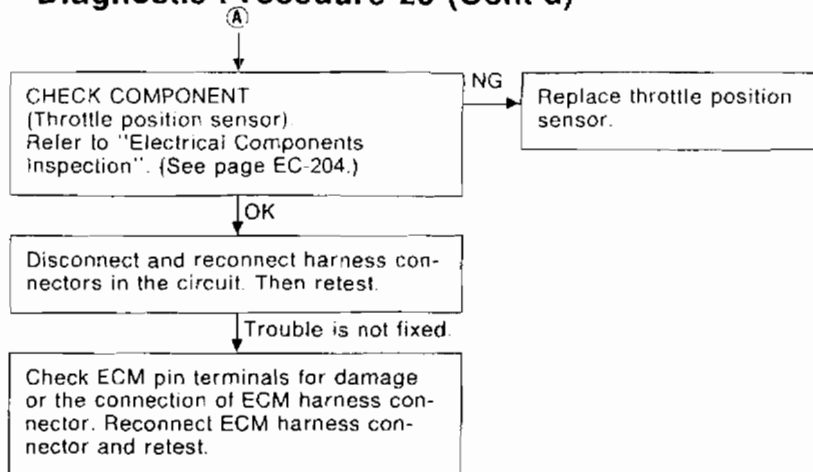 Diagnostic Procedure (Cont'd)
A
CHECK COMPONENT
(Throttle position sensor)
Refer to "Electrical Components
Inspection". (See page EC-204.)
NG
Replace throttle position
sensor.
OK
Disconnect and reconnect harness con-
nectors in the circuit. Then retest.
Trouble is not fixed.
Check ECM pin terminals for damage
or the connection of ECM harness con-
nector. Reconnect ECM harness con-
nector and retest.